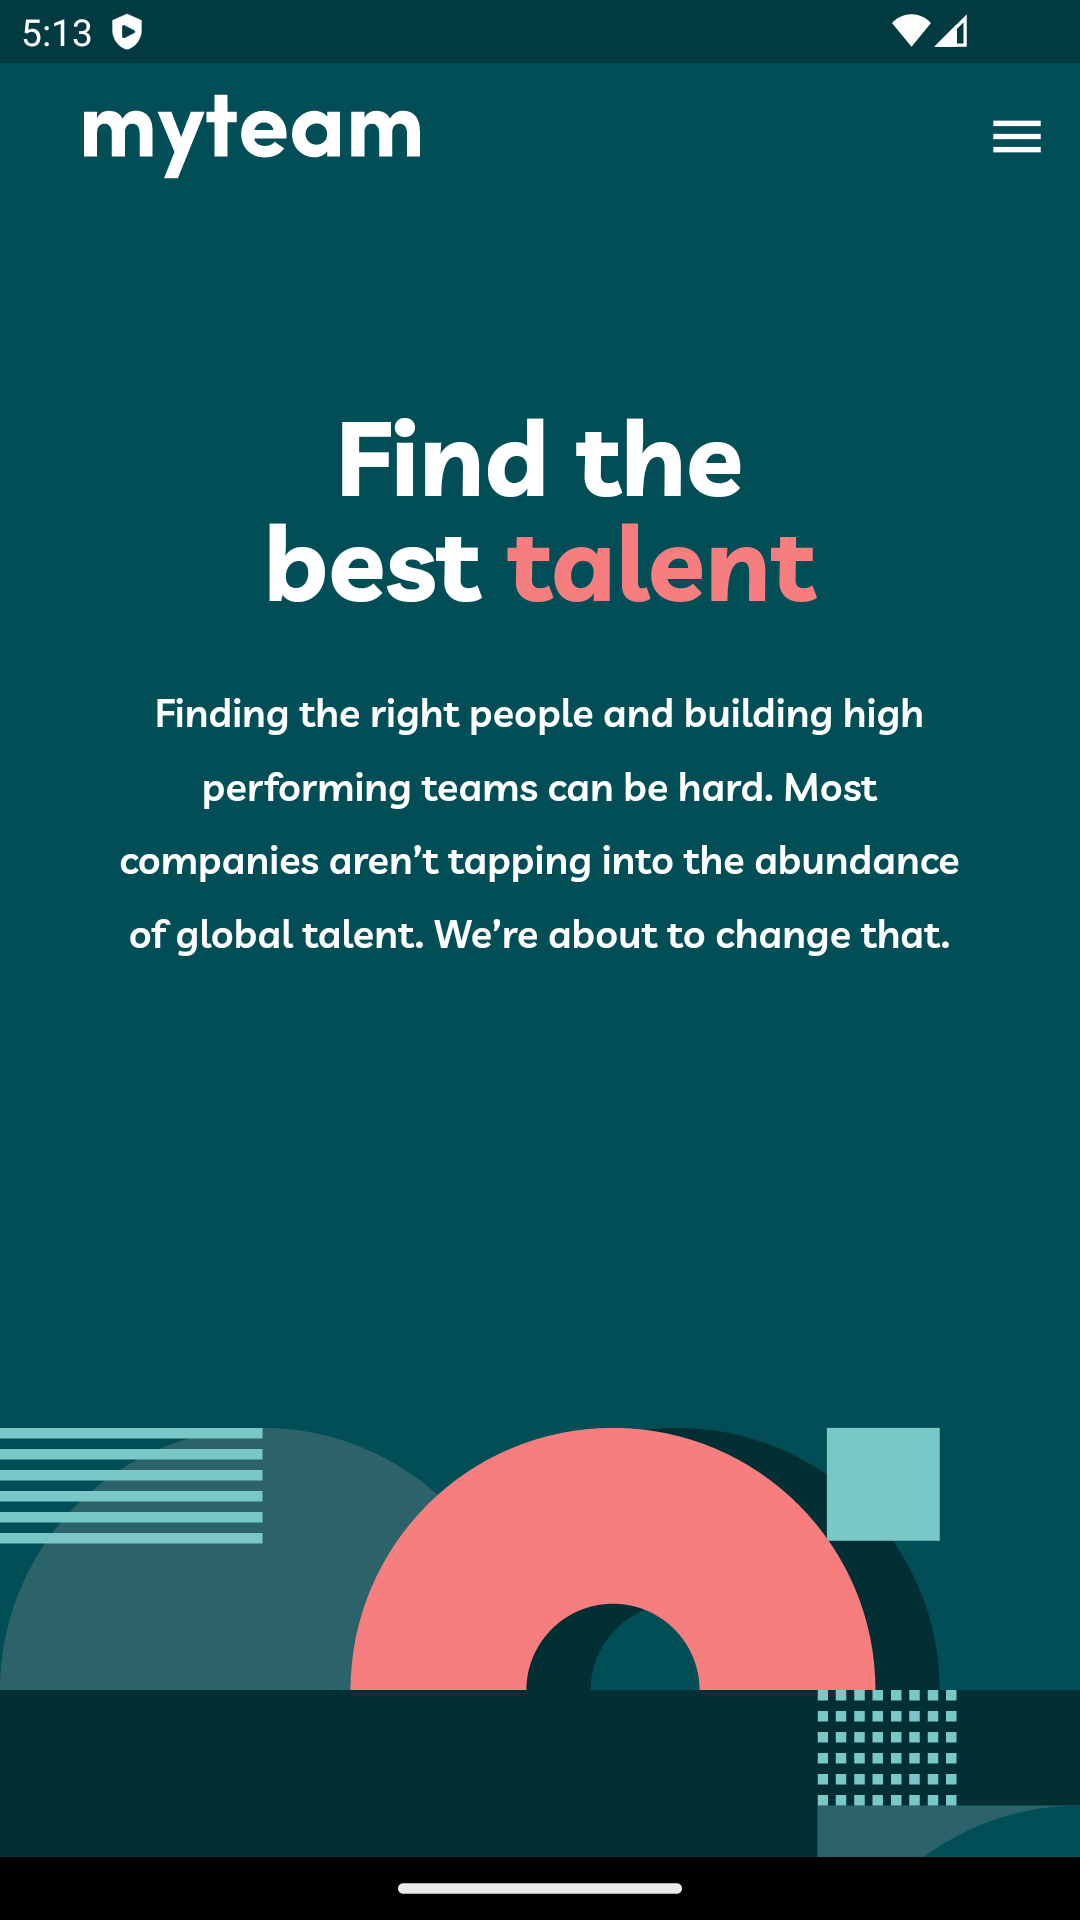 5:13
myteam
Find the
best talent
Finding the right people and building high
performing teams can be hard. Most
companies aren’t tapping into the abundance
of global talent. We’re about to change that.